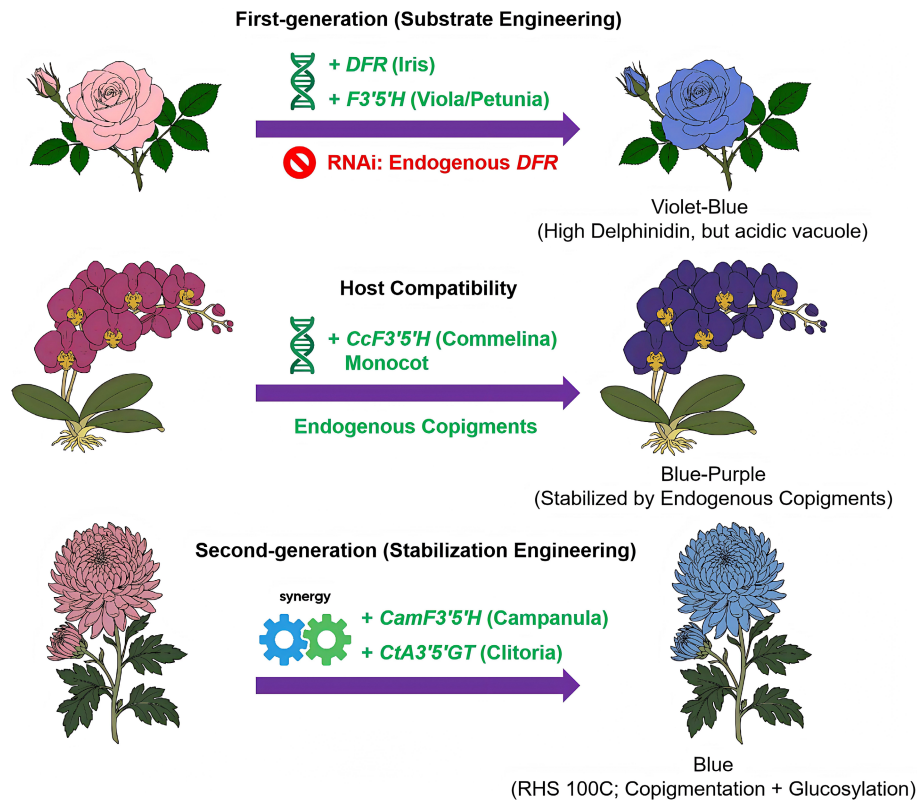 First-generation (Substrate Engineering)
+ DFR (Iris)
+ F3'5'H (Viola/Petunia)
RNAi: Endogenous DFR
Violet-Blue
(High Delphinidin, but acidic vacuole)
Host Compatibility
+ CcF3'5'H (Commelina)
Monocot
Endogenous Copigments
Blue-Purple
(Stabilized by Endogenous Copigments)
Second-generation (Stabilization Engineering)
synergy
+ CamF3'5'H (Campanula)
+ CtA3'5'GT (Clitoria)
Blue
(RHS 100C; Copigmentation + Glucosylation)